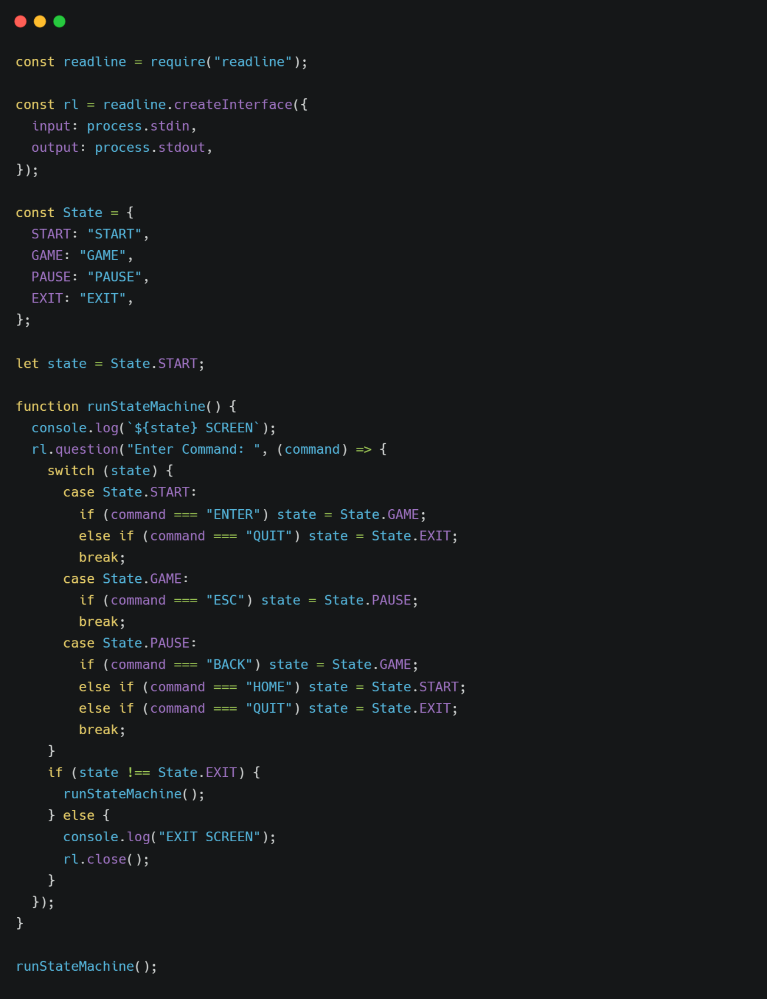 const readline = require("readline");

const rl = readline.createInterface({
  input: process.stdin,
  output: process.stdout,
});

const State = {
  START: "START",
  GAME: "GAME",
  PAUSE: "PAUSE",
  EXIT: "EXIT",
};

let state = State.START;

function runStateMachine() {
  console.log(`${state} SCREEN`);
  rl.question("Enter Command: ", (command) => {
    switch (state) {
      case State.START:
        if (command === "ENTER") state = State.GAME;
        else if (command === "QUIT") state = State.EXIT;
        break;
      case State.GAME:
        if (command === "ESC") state = State.PAUSE;
        break;
      case State.PAUSE:
        if (command === "BACK") state = State.GAME;
        else if (command === "HOME") state = State.START;
        else if (command === "QUIT") state = State.EXIT;
        break;
    }
    if (state !== State.EXIT) {
      runStateMachine();
    } else {
      console.log("EXIT SCREEN");
      rl.close();
    }
  });
}

runStateMachine();